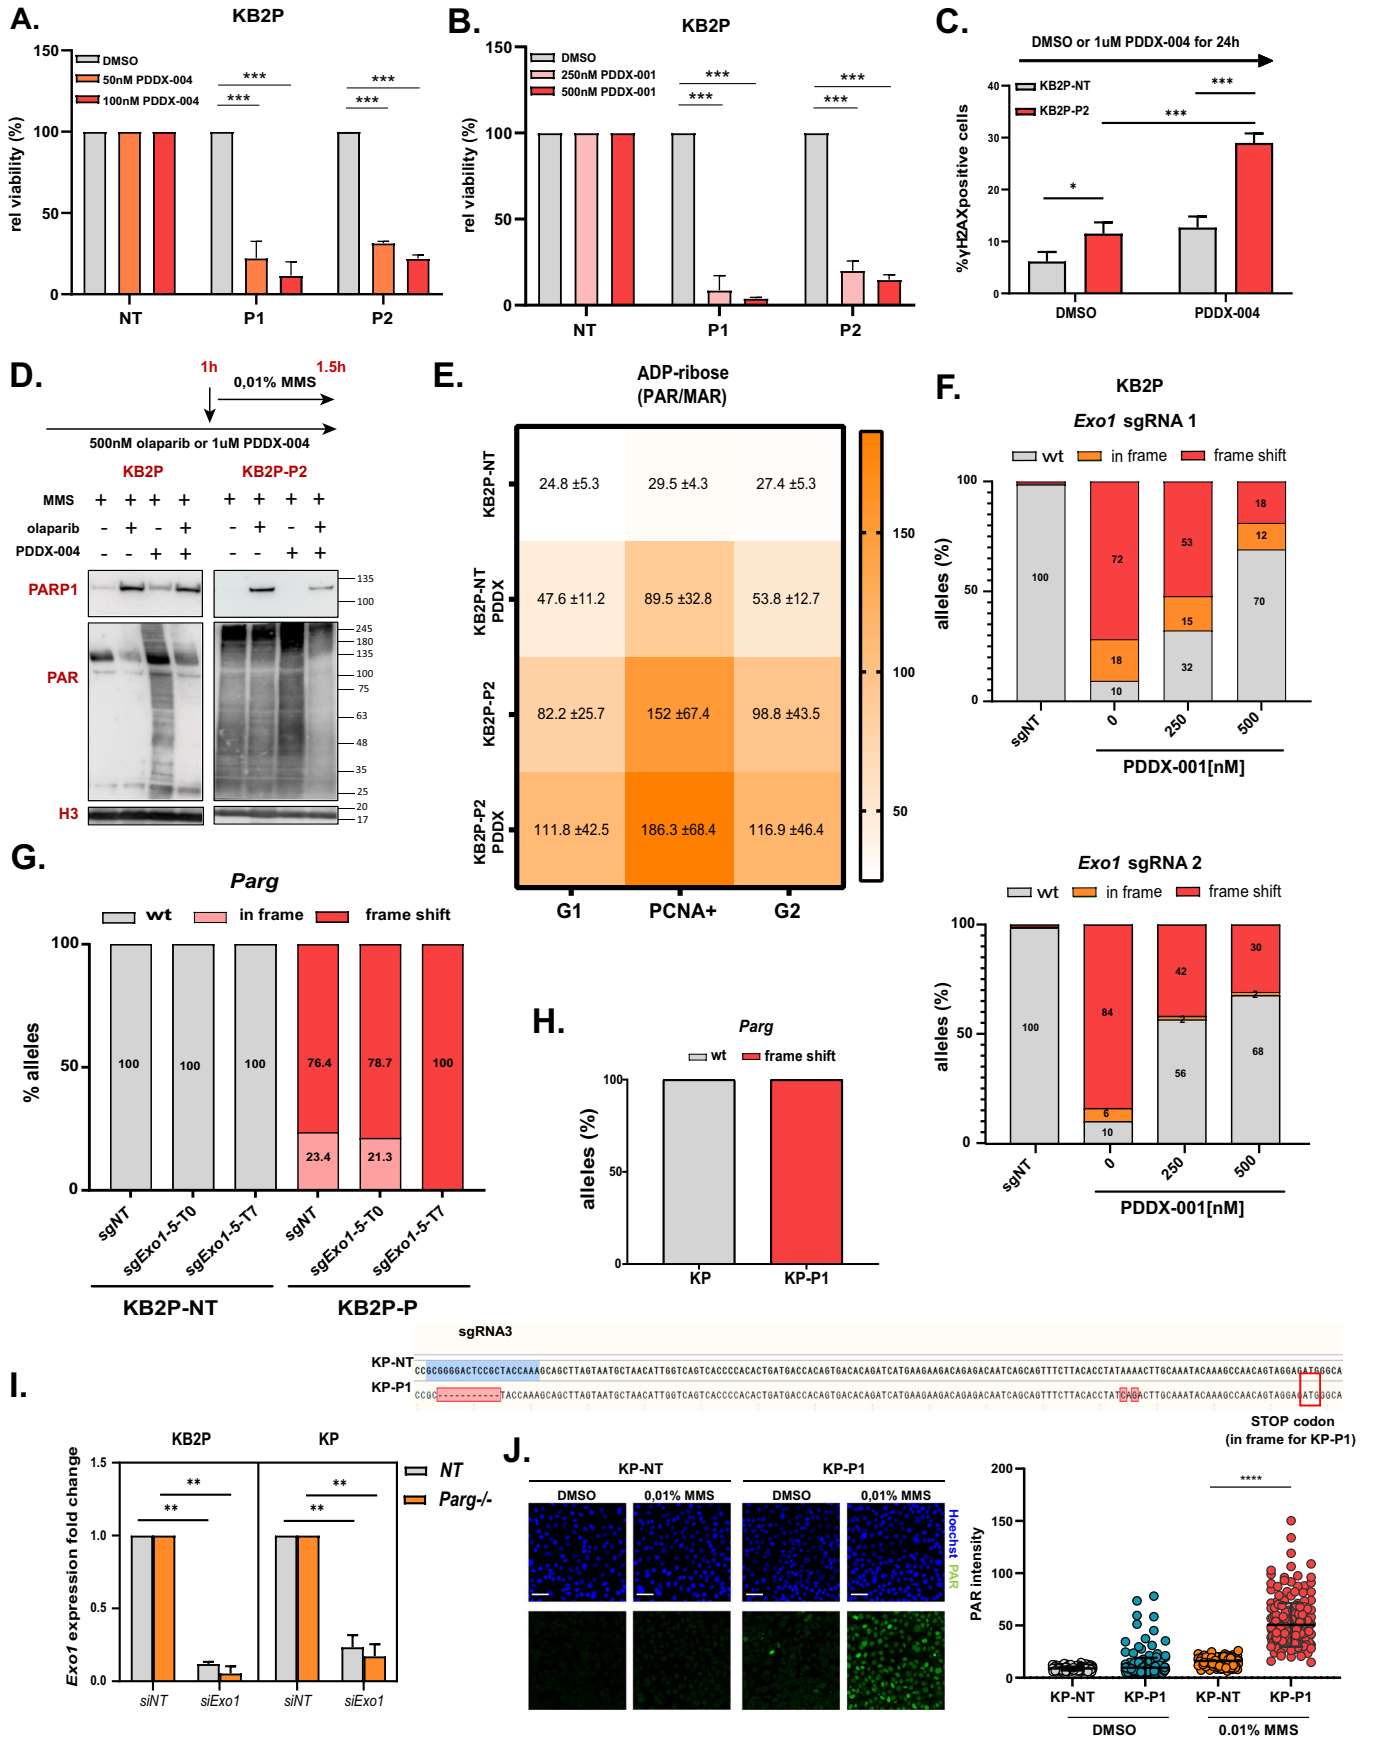 A.
KB2P
150
100
50
0
rel viability (%)
DMSO
50nM PDDX-004
100nM PDDX-004
***
***
***
***
NT
P1
P2
B.
KB2P
150
100
50
0
rel viability (%)
DMSO
250nM PDDX-001
500nM PDDX-001
***
***
***
***
NT
P1
P2
C.
DMSO or 1uM PDDX-004 for 24h
40
30
20
10
0
%γH2AXpositive cells
KB2P-NT
KB2P-P2
*
***
***
DMSO
PDDX-004
D.
1h
1.5h
0,01% MMS
500nM olaparib or 1uM PDDX-004
KB2P
KB2P-P2
MMS + + + + + + + +
olaparib - + - + - + - +
PDDX-004 - - + + - - + +
PARP1
135
100
PAR
245
180
135
100
75
63
48
35
25
H3
20
17
E.
ADP-ribose
(PAR/MAR)
KB2P-NT
24.8 ±5.3
29.5 ±4.3
27.4 ±5.3
KB2P-NT
PDDX
47.6 ±11.2
89.5 ±32.8
53.8 ±12.7
KB2P-P2
82.2 ±25.7
152 ±67.4
98.8 ±43.5
KB2P-P2
PDDX
111.8 ±42.5
186.3 ±68.4
116.9 ±46.4
G1
PCNA+
G2
150
100
50
F.
KB2P
Exo1 sgRNA 1
wt
in frame
frame shift
100
50
0
alleles (%)
100
72
18
10
53
15
32
18
12
70
sgNT
0
250
500
PDDX-001[nM]
Exo1 sgRNA 2
wt
in frame
frame shift
100
50
0
alleles (%)
100
84
6
10
42
2
56
30
2
68
sgNT
0
250
500
PDDX-001[nM]
G.
Parg
wt
in frame
frame shift
100
50
0
% alleles
100
100
100
76.4
23.4
78.7
21.3
100
sgNT
sgExo1-5-T0
sgExo1-5-T7
sgNT
sgExo1-5-T0
sgExo1-5-T7
KB2P-NT
KB2P-P
H.
Parg
wt
frame shift
100
50
0
alleles (%)
KP
KP-P1
sgRNA3
KP-NT
CCGCGGGGACTCCGCTACCAAAGCAGCTTAGTAATGCTAACATTGGTCAGTCACCCCACACTGATGACCACAGTGACACAGATCATGAAGAAGACAGAGACAATCAGCAGTTTCTTACACCTATAAAACTTGCAAATACAAAGCCAACAGTAGGAGATGGGCA
KP-P1
CCGC-----------TACCAAAGCAGCTTAGTAATGCTAACATTGGTCAGTCACCCCACACTGATGACCACAGTGACACAGATCATGAAGAAGACAGAGACAATCAGCAGTTTCTTACACCTATCAGACTTGCAAATACAAAGCCAACAGTAGGAGATGGGCA
STOP codon
(in frame for KP-P1)
I.
KB2P
KP
1.5
1.0
0.5
0.0
Exo1 expression fold change
**
**
**
**
NT
Parg-/-
siNT
siExo1
siNT
siExo1
J.
KP-NT
KP-P1
DMSO
0,01% MMS
DMSO
0,01% MMS
Hoechst PAR
200
150
100
50
0
PAR intensity
****
KP-NT
KP-P1
KP-NT
KP-P1
DMSO
0.01% MMS